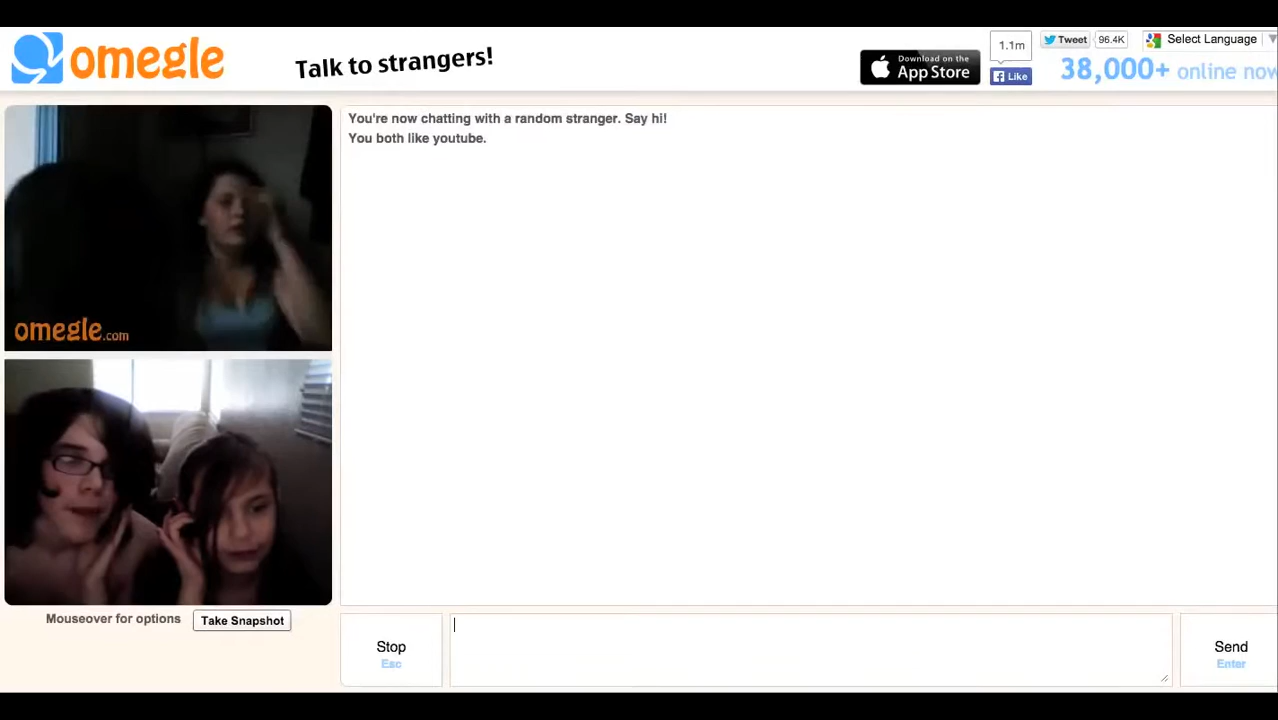 omegle
Talk to strangers!
Download on the
App Store
1.1m
Like
Tweet
96.4K
Select Language
38,000+ online now
You're now chatting with a random stranger. Say hi!
You both like youtube.
omegle.com
Mouseover for options
Take Snapshot
Stop
Esc
Send
Enter